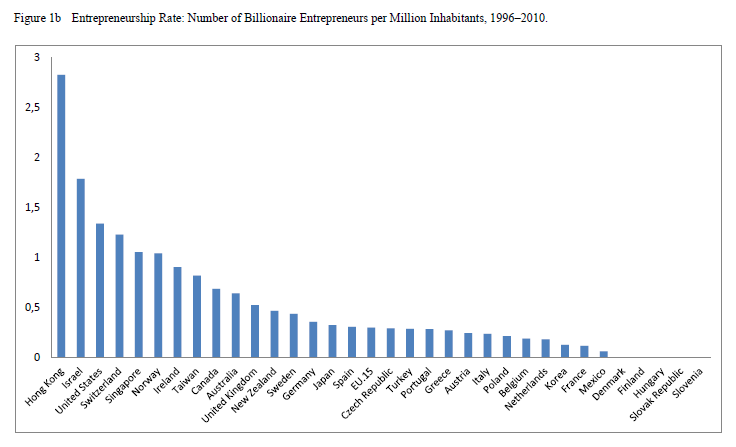 Figure 1b Entrepreneurship Rate: Number of Billionaire Entrepreneurs per Million Inhabitants, 1996–2010.
3
2,5
2
1,5
1
0,5
0
Hong Kong
Israel
United States
Switzerland
Singapore
Norway
Ireland
Taiwan
Canada
Australia
United Kingdom
New Zealand
Sweden
Germany
Japan
Spain
EU.15
Czech Republic
Turkey
Portugal
Greece
Austria
Italy
Poland
Belgium
Netherlands
Korea
France
Mexico
Denmark
Finland
Hungary
Slovak Republic
Slovenia